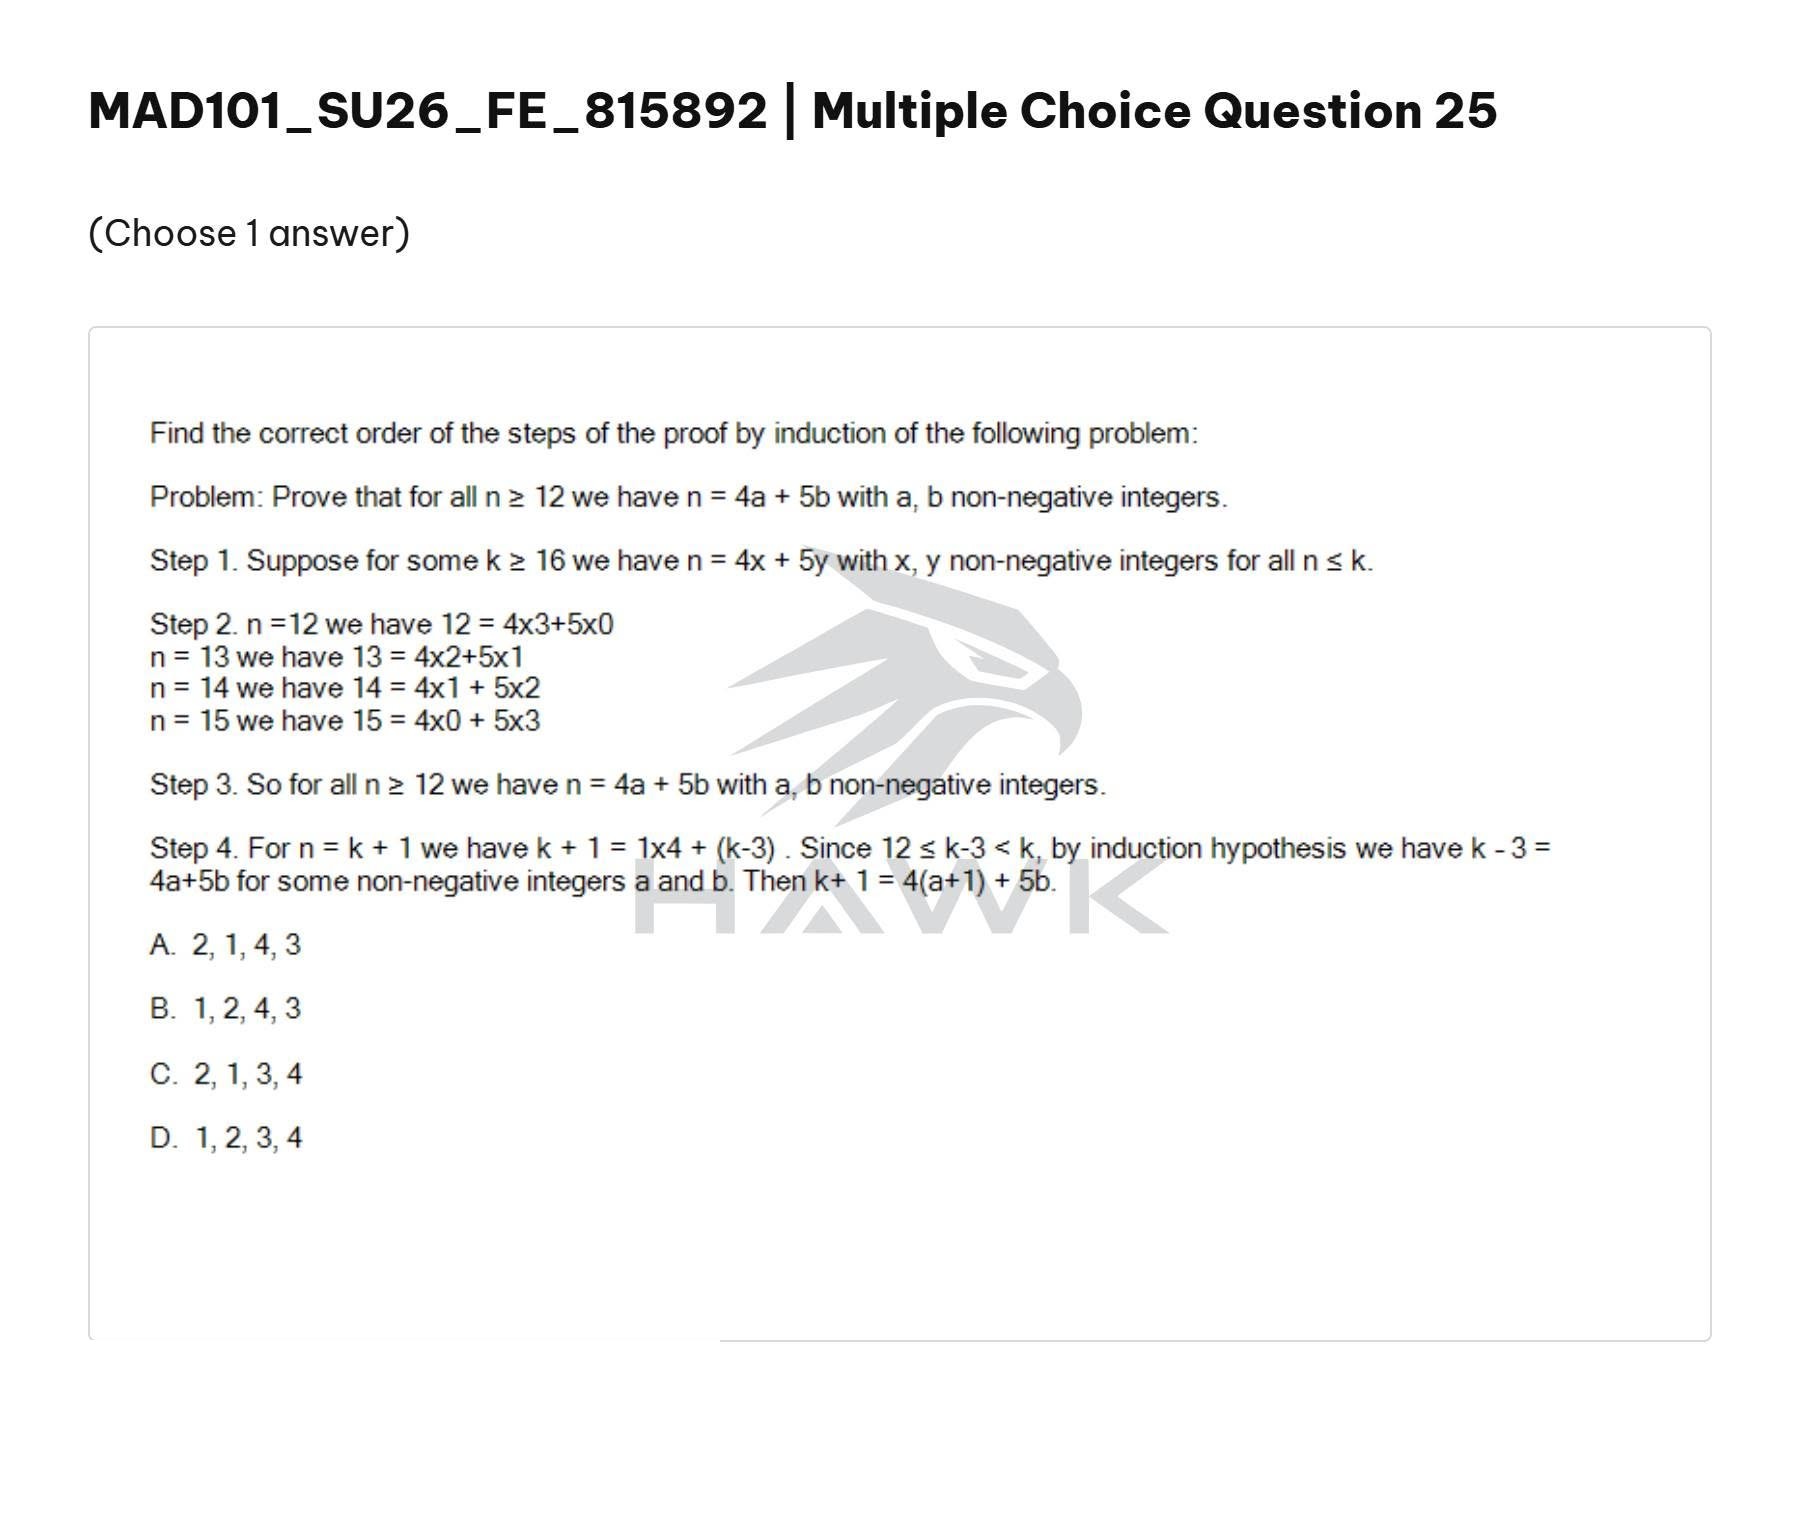 MAD101_SU26_FE_815892 | Multiple Choice Question 25
(Choose 1 answer)
Find the correct order of the steps of the proof by induction of the following problem:
Problem: Prove that for all n ≥ 12 we have n = 4a + 5b with a, b non-negative integers.
Step 1. Suppose for some k ≥ 16 we have n = 4x + 5y with x, y non-negative integers for all n ≤ k.
Step 2. n =12 we have 12 = 4x3+5x0
n = 13 we have 13 = 4x2+5x1
n = 14 we have 14 = 4x1 + 5x2
n = 15 we have 15 = 4x0 + 5x3
Step 3. So for all n ≥ 12 we have n = 4a + 5b with a, b non-negative integers.
Step 4. For n = k + 1 we have k + 1 = 1x4 + (k-3) . Since 12 ≤ k-3 < k, by induction hypothesis we have k - 3 =
4a+5b for some non-negative integers a and b. Then k+ 1 = 4(a+1) + 5b.
HAWK
A. 2, 1, 4, 3
B. 1, 2, 4, 3
C. 2, 1, 3, 4
D. 1, 2, 3, 4